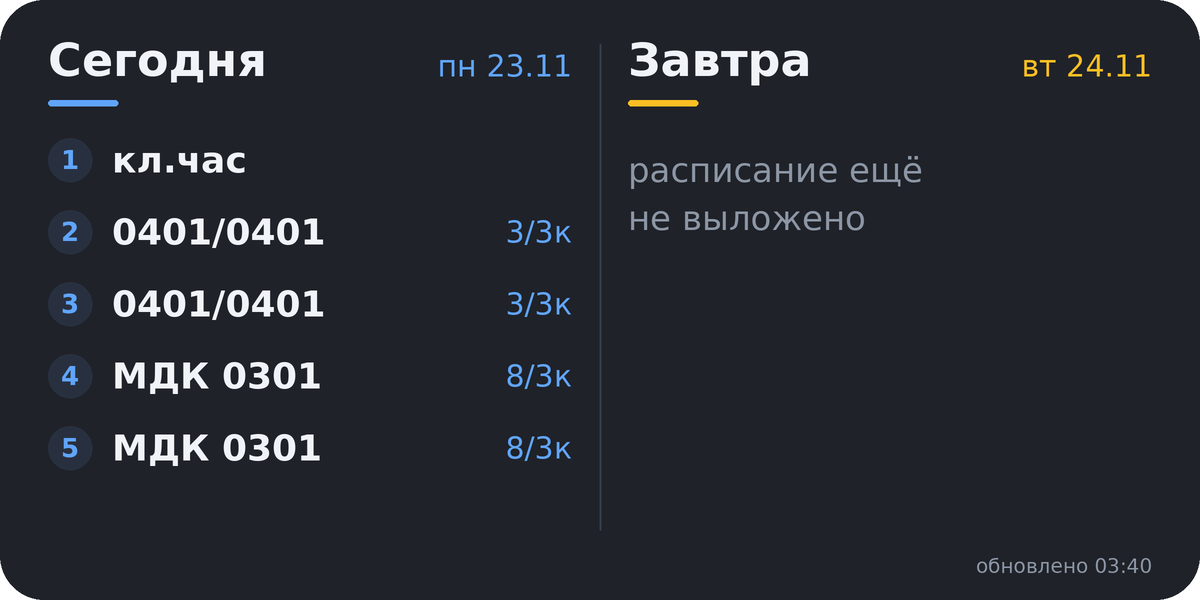 Сегодня пн 23.11
1 кл.час
2 0401/0401 3/3к
3 0401/0401 3/3к
4 МДК 0301 8/3к
5 МДК 0301 8/3к
Завтра вт 24.11
расписание ещё
не выложено
обновлено 03:40